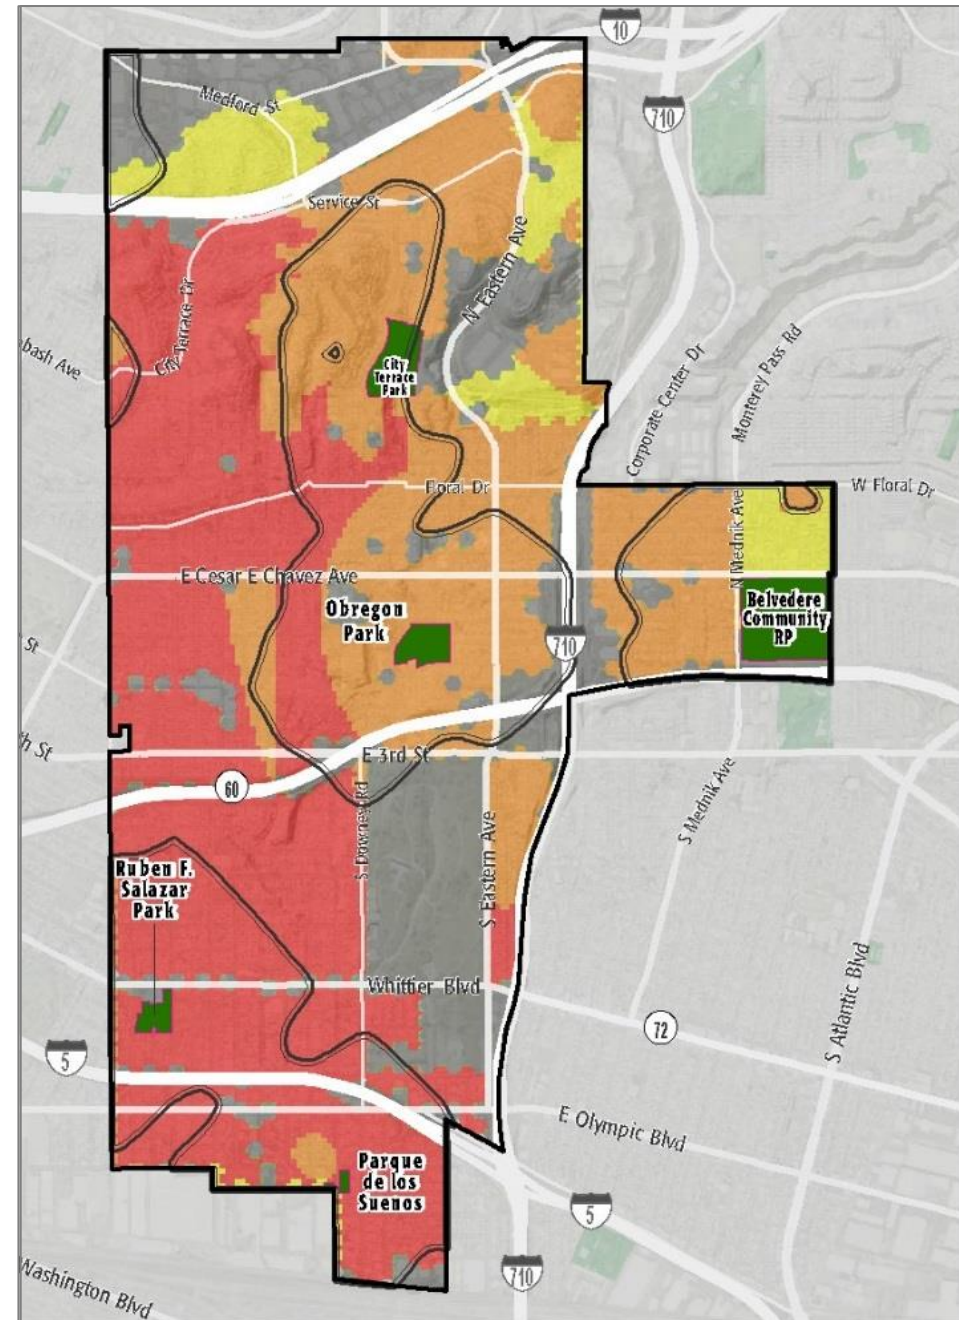 10
Medford St
710
Service St
N Eastern Ave
City Terrace Dr
bash Ave
City
Terrace
Park
Corporate Center Dr
Monterey Pass Rd
Floral Dr
W Floral Dr
N Mednik Ave
E Cesar E Chavez Ave
Obregon
Park
Belvedere
Community
RP
710
St
h St
E 3rd St
60
S Downey Rd
S Mednik Ave
S Eastern Ave
Ruben F.
Salazar
Park
Whittier Blvd
S Atlantic Blvd
72
5
E Olympic Blvd
Parque
de los
Suenos
5
710
Washington Blvd